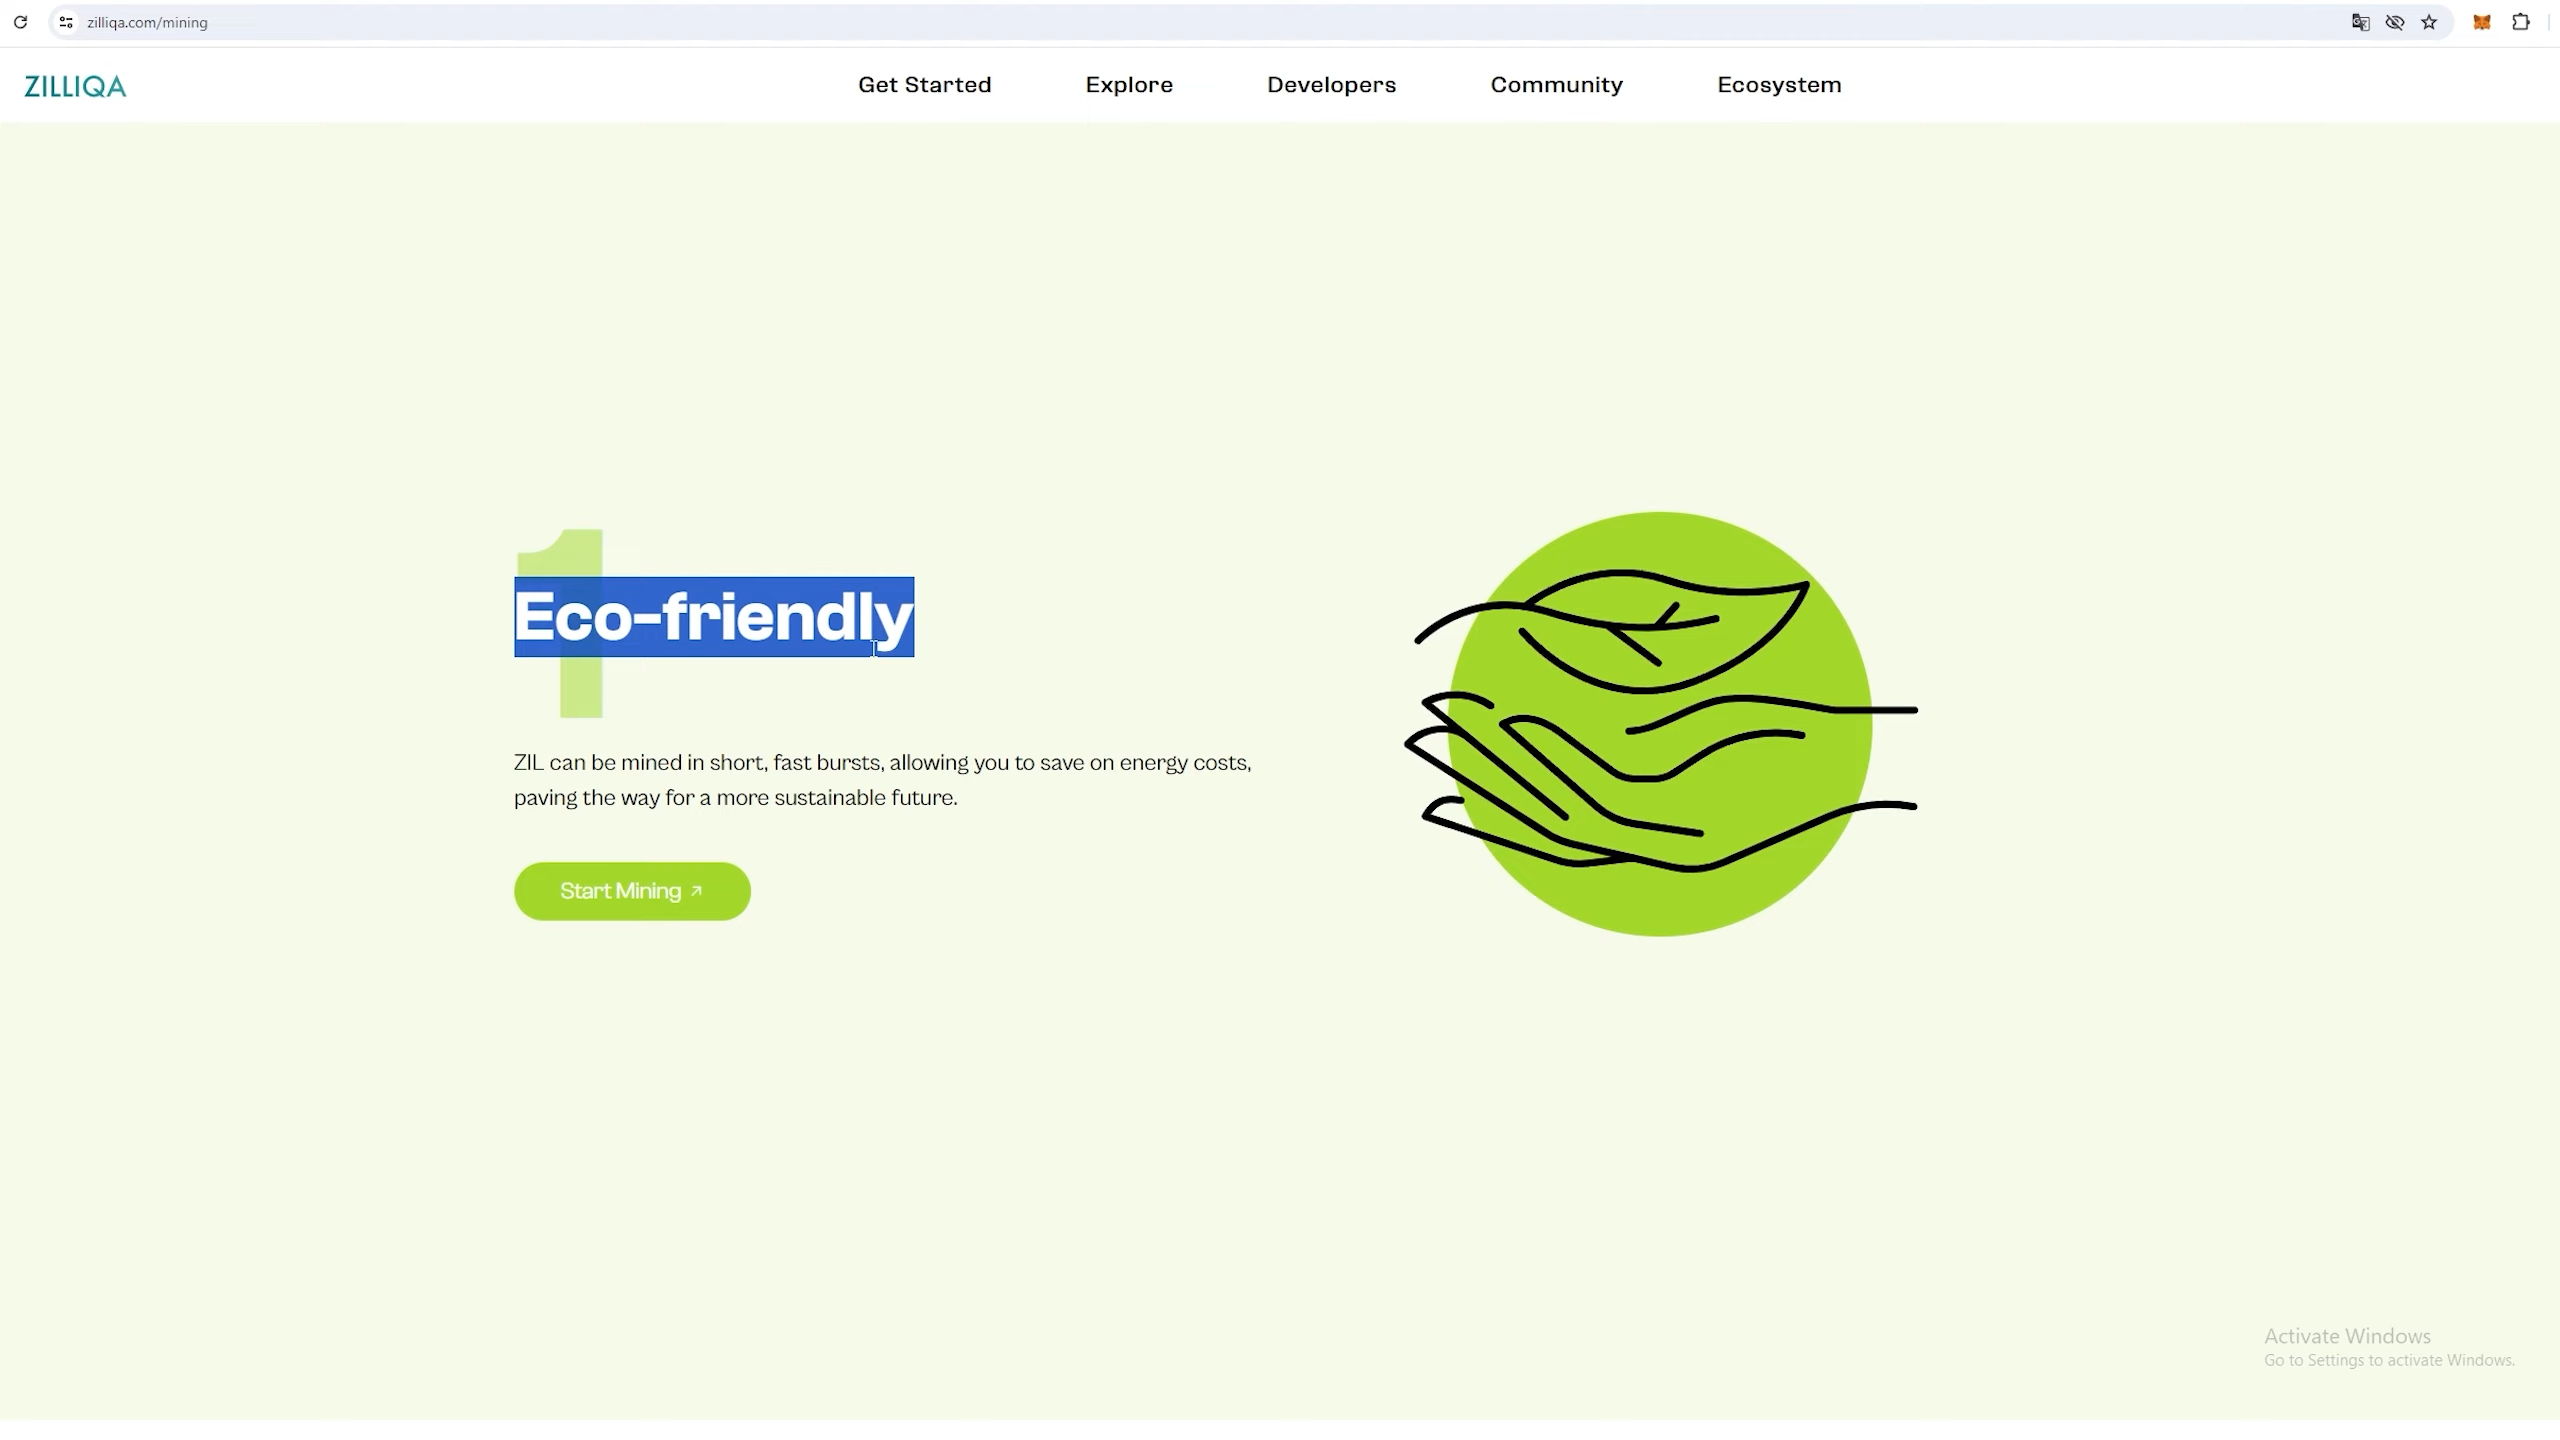 zilliqa.com/mining
ZILLIQA
Get Started
Explore
Developers
Community
Ecosystem
1
Eco-friendly
ZIL can be mined in short, fast bursts, allowing you to save on energy costs,
paving the way for a more sustainable future.
Start Mining ↗
Activate Windows
Go to Settings to activate Windows.